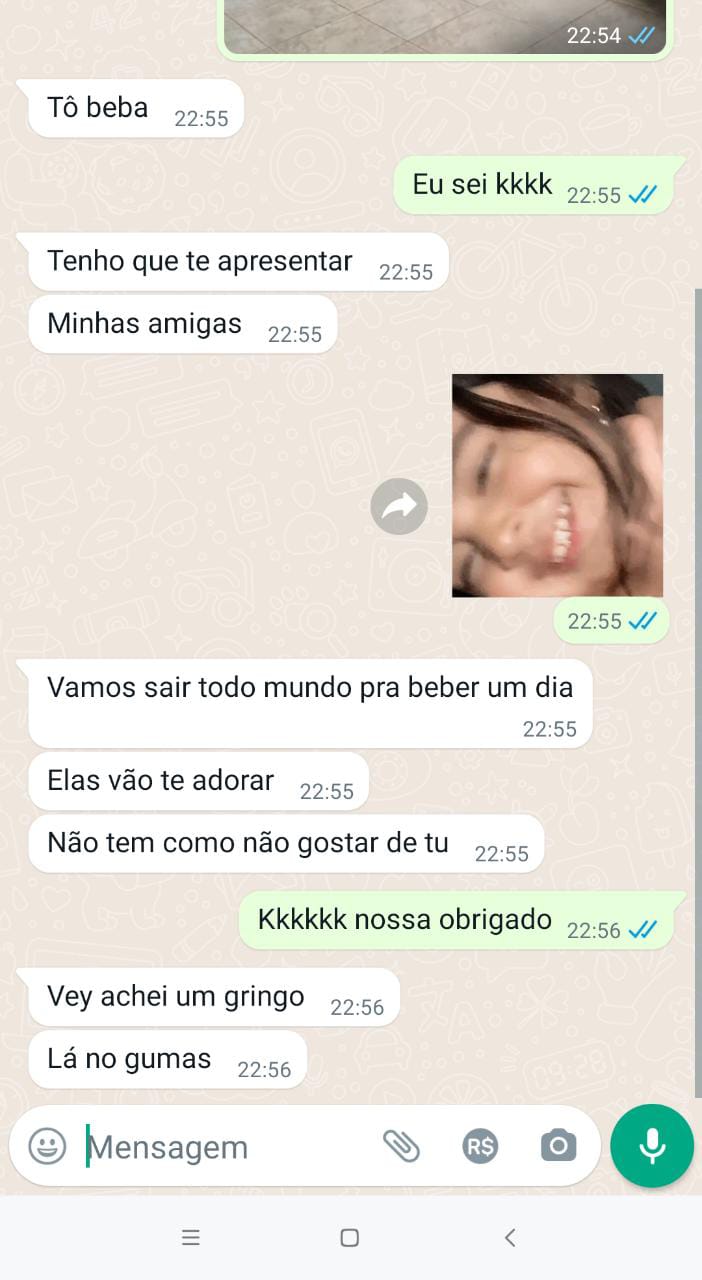 22:54
Tô beba 22:55
Eu sei kkkk 22:55
Tenho que te apresentar 22:55
Minhas amigas 22:55
22:55
Vamos sair todo mundo pra beber um dia
22:55
Elas vão te adorar 22:55
Não tem como não gostar de tu 22:55
Kkkkkk nossa obrigado 22:56
Vey achei um gringo 22:56
Lá no gumas 22:56
Mensagem R$